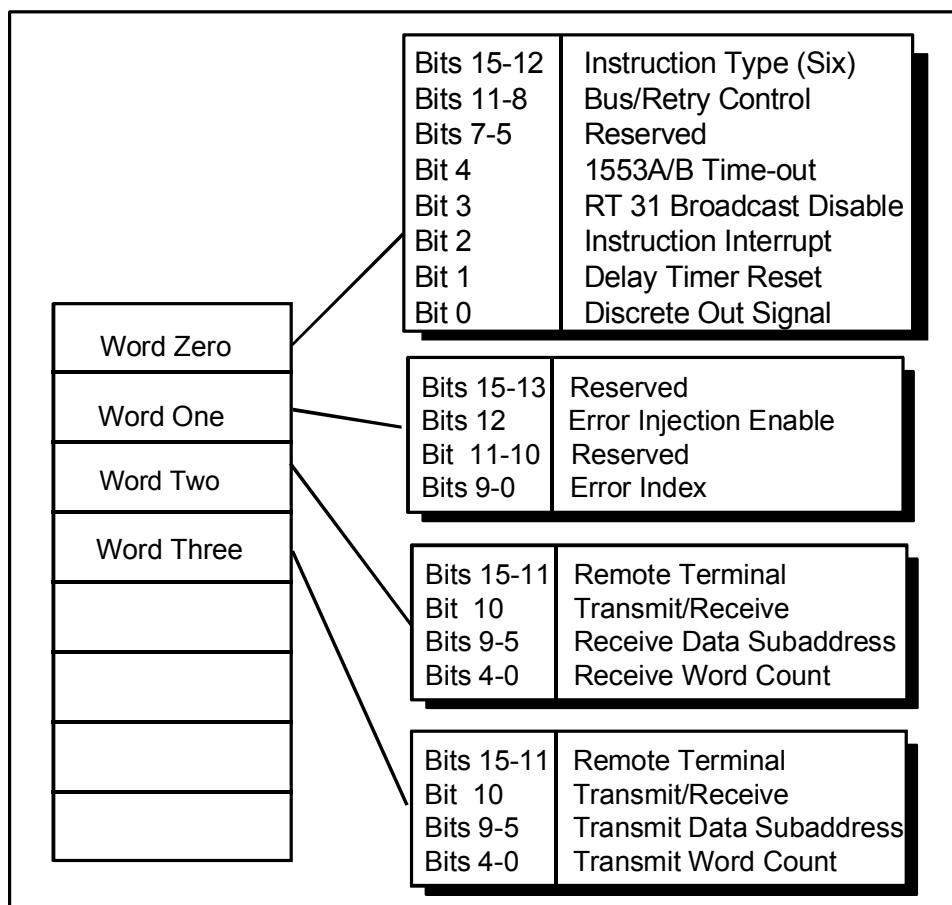 Bits 15-12 Instruction Type (Six)
Bits 11-8 Bus/Retry Control
Bits 7-5 Reserved
Bit 4 1553A/B Time-out
Bit 3 RT 31 Broadcast Disable
Bit 2 Instruction Interrupt
Bit 1 Delay Timer Reset
Bit 0 Discrete Out Signal
Word Zero
Word One
Word Two
Word Three
Bits 15-13 Reserved
Bits 12 Error Injection Enable
Bit 11-10 Reserved
Bits 9-0 Error Index
Bits 15-11 Remote Terminal
Bit 10 Transmit/Receive
Bits 9-5 Receive Data Subaddress
Bits 4-0 Receive Word Count
Bits 15-11 Remote Terminal
Bit 10 Transmit/Receive
Bits 9-5 Transmit Data Subaddress
Bits 4-0 Transmit Word Count